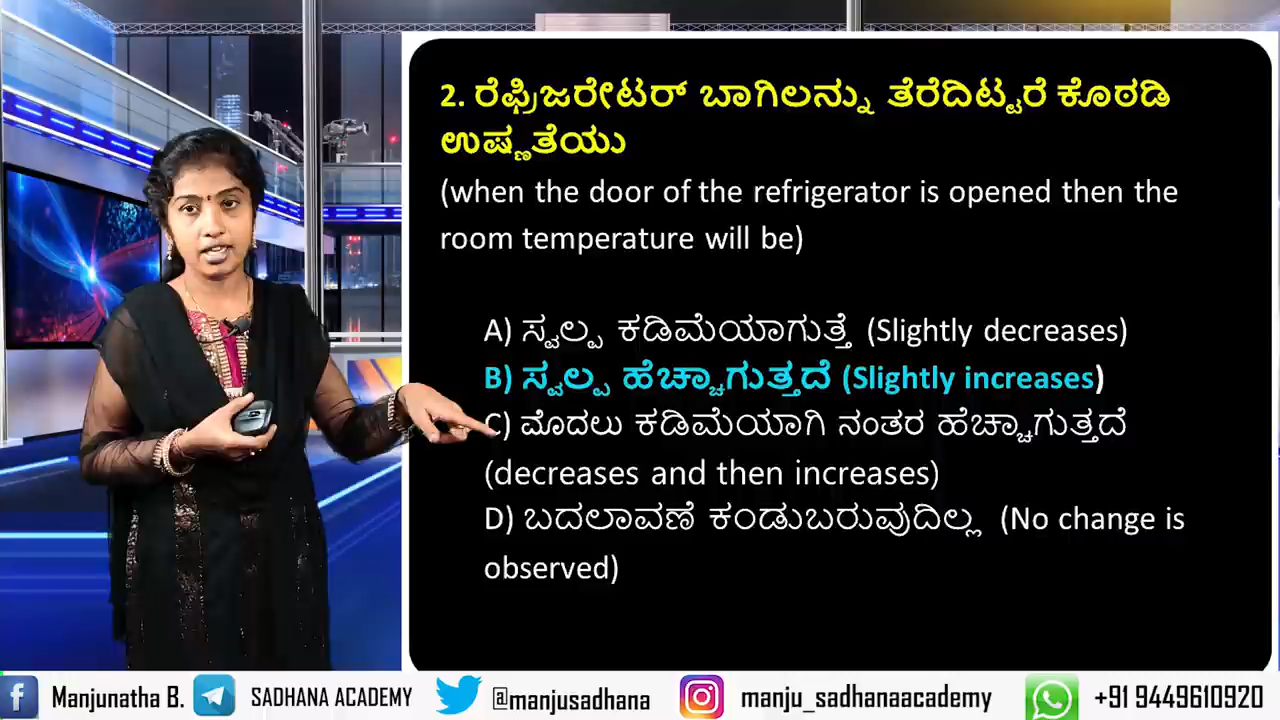 2. ರೆಫ್ರಿಜರೇಟರ್ ಬಾಗಿಲನ್ನು ತೆರೆದಿಟ್ಟರೆ ಕೊಠಡಿ
ಉಷ್ಣತೆಯು
(when the door of the refrigerator is opened then the
room temperature will be)
A) ಸ್ವಲ್ಪ ಕಡಿಮೆಯಾಗುತ್ತೆ (Slightly decreases)
B) ಸ್ವಲ್ಪ ಹೆಚ್ಚಾಗುತ್ತದೆ (Slightly increases)
C) ಮೊದಲು ಕಡಿಮೆಯಾಗಿ ನಂತರ ಹೆಚ್ಚಾಗುತ್ತದೆ
(decreases and then increases)
D) ಬದಲಾವಣೆ ಕಂಡುಬರುವುದಿಲ್ಲ (No change is
observed)
Manjunatha B. SADHANA ACADEMY @manjusadhana manju_sadhanaacademy +91 9449610920